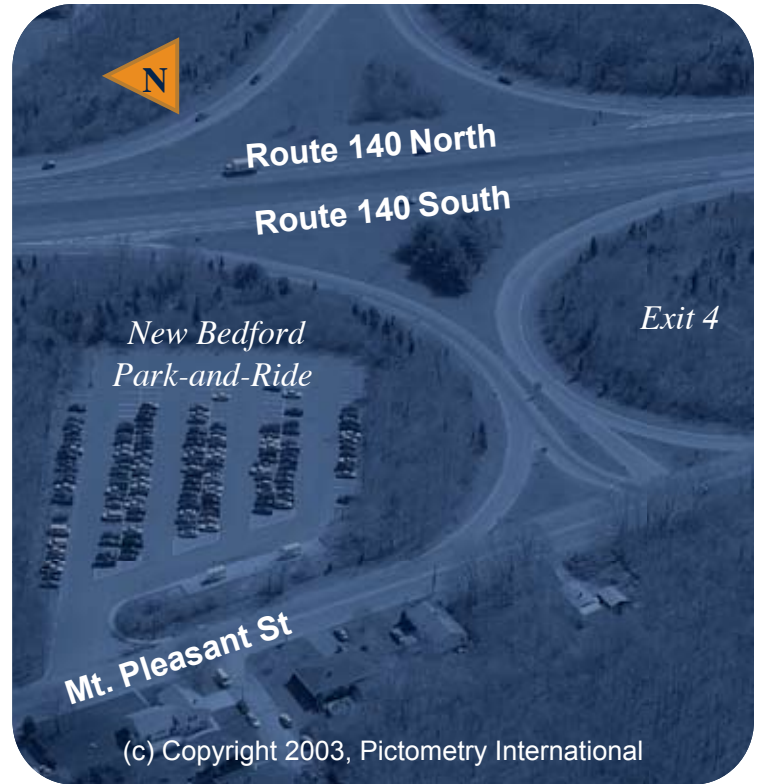 N
Route 140 North
Route 140 South
Exit 4
New Bedford
Park-and-Ride
Mt. Pleasant St
(c) Copyright 2003, Pictometry International